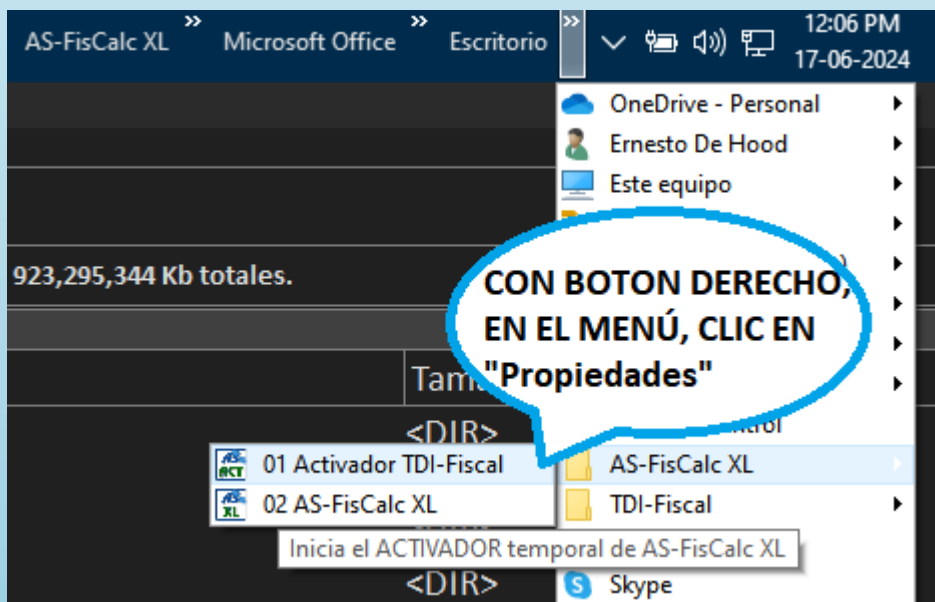 AS-FisCalc XL
Microsoft Office
Escritorio
12:06 PM
17-06-2024
OneDrive - Personal
Ernesto De Hood
Este equipo
923,295,344 Kb totales.
CON BOTON DERECHO,
EN EL MENÚ, CLIC EN
"Propiedades"
<DIR>
01 Activador TDI-Fiscal
AS-FisCalc XL
02 AS-FisCalc XL
TDI-Fiscal
Inicia el ACTIVADOR temporal de AS-FisCalc XL
<DIR>
Skype